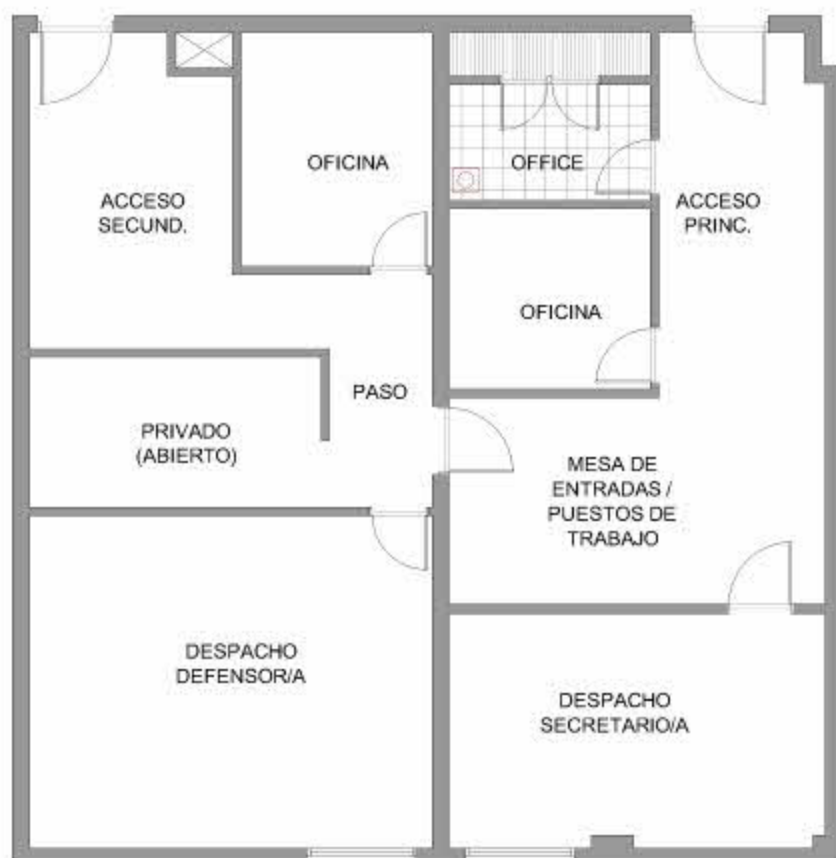 OFICINA
OFFICE
ACCESO
SECUND.
ACCESO
PRINC.
OFICINA
PASO
PRIVADO
(ABIERTO)
MESA DE
ENTRADAS /
PUESTOS DE
TRABAJO
DESPACHO
DEFENSOR/A
DESPACHO
SECRETARIO/A